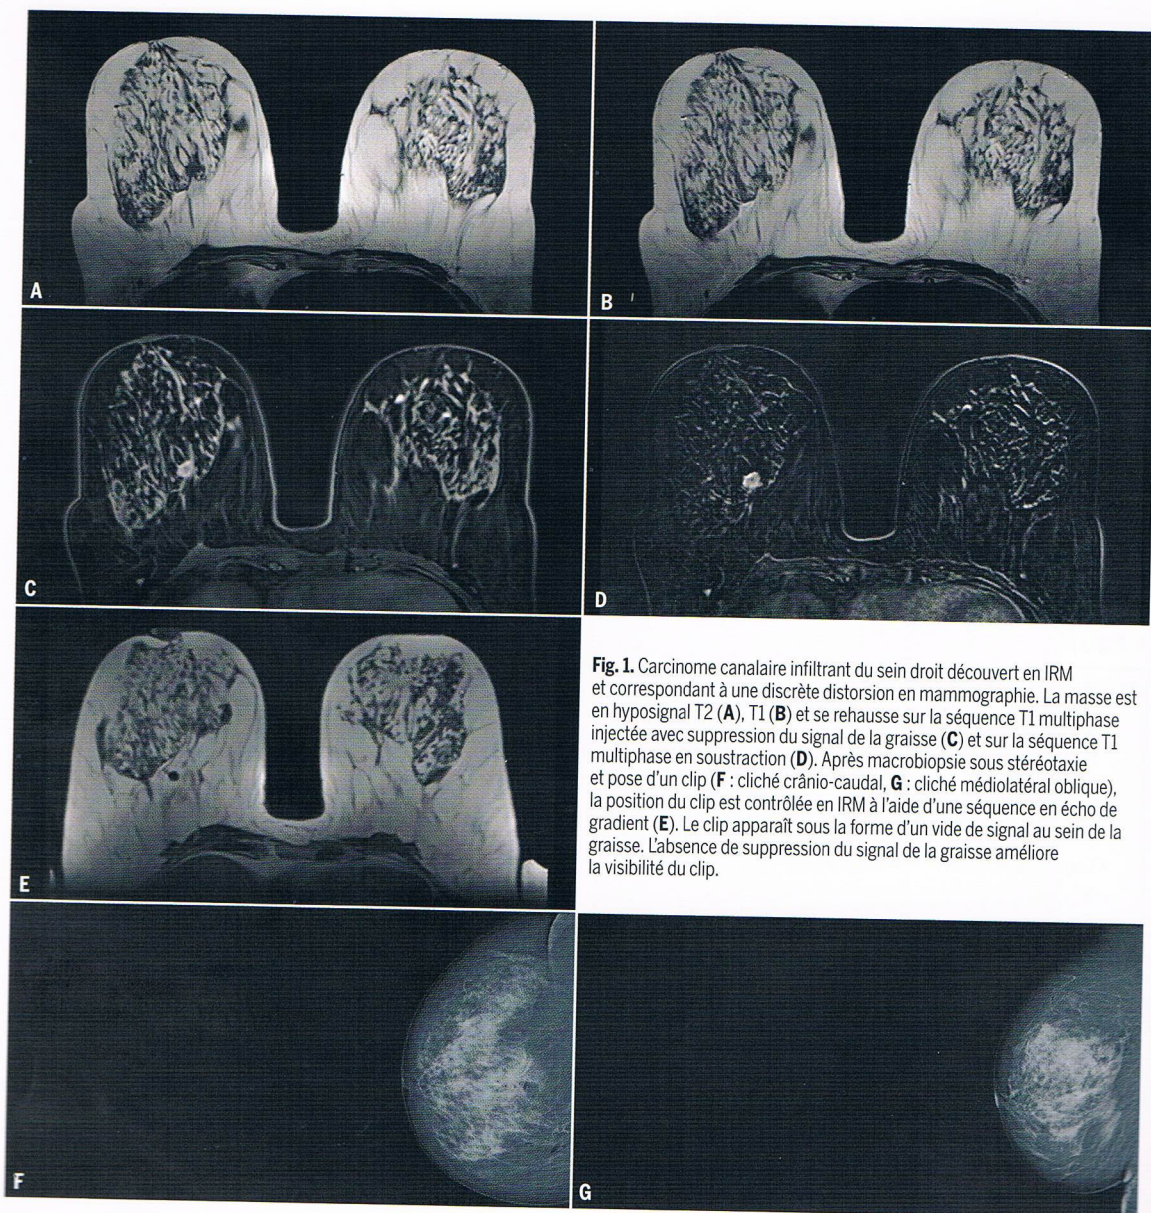 A
B
C
D
E
Fig. 1. Carcinome canalaire infiltrant du sein droit découvert en IRM
et correspondant à une discrète distorsion en mammographie. La masse est
en hyposignal T2 (A), T1 (B) et se rehausse sur la séquence T1 multiphase
injectée avec suppression du signal de la graisse (C) et sur la séquence T1
multiphase en soustraction (D). Après macrobiopsie sous stéréotaxie
et pose d'un clip (F : cliché crânio-caudal, G : cliché médiolatéral oblique),
la position du clip est contrôlée en IRM à l'aide d'une séquence en écho de
gradient (E). Le clip apparaît sous la forme d'un vide de signal au sein de la
graisse. L'absence de suppression du signal de la graisse améliore
la visibilité du clip.
F
G